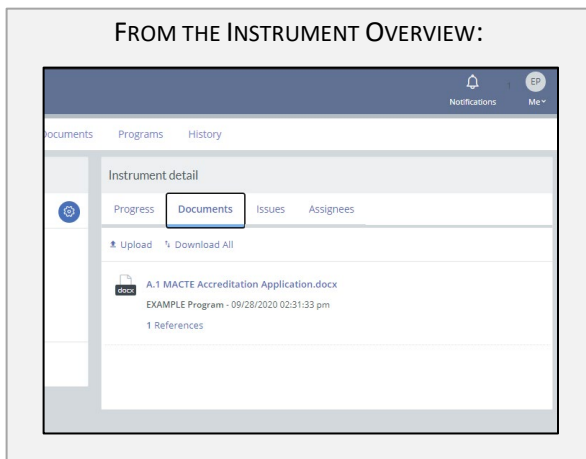 FROM THE INSTRUMENT OVERVIEW:
EP
Notifications Me
ocuments Programs History
Instrument detail
Progress Documents Issues Assignees
Upload Download All
docx
A.1 MACTE Accreditation Application.docx
EXAMPLE Program - 09/28/2020 02:31:33 pm
1 References